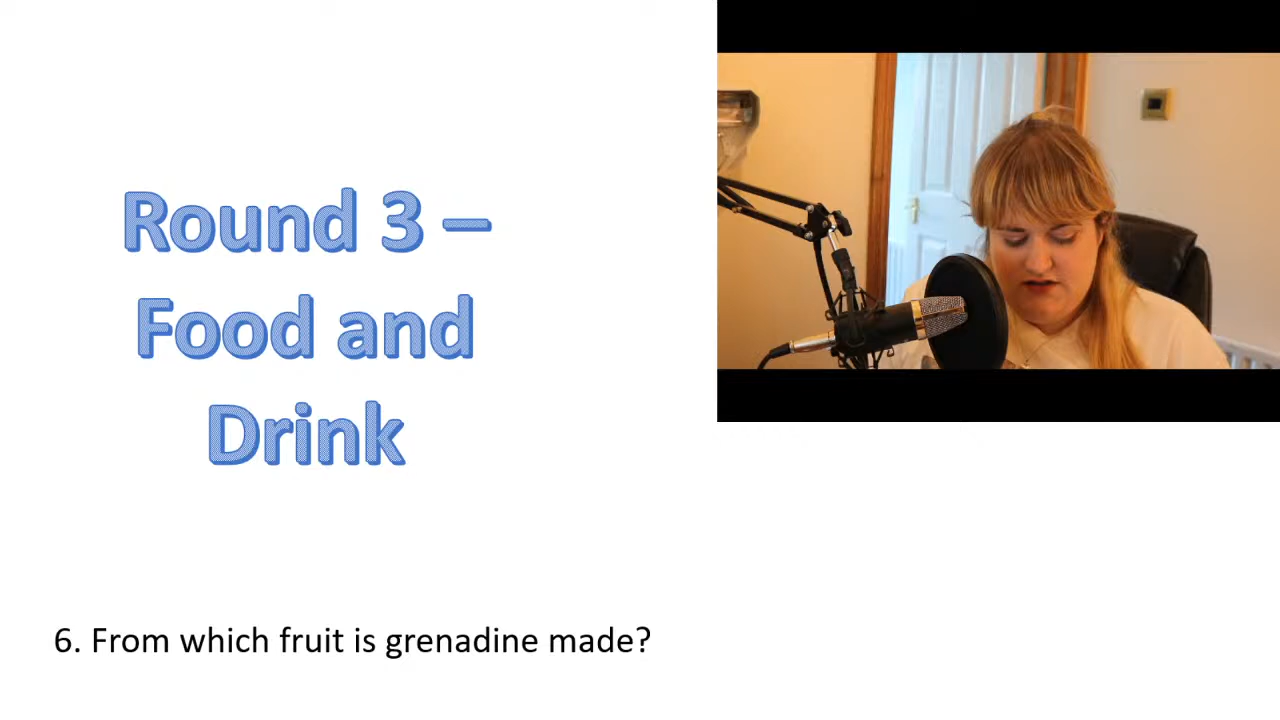 Round 3 –
Food and
Drink
6. From which fruit is grenadine made?